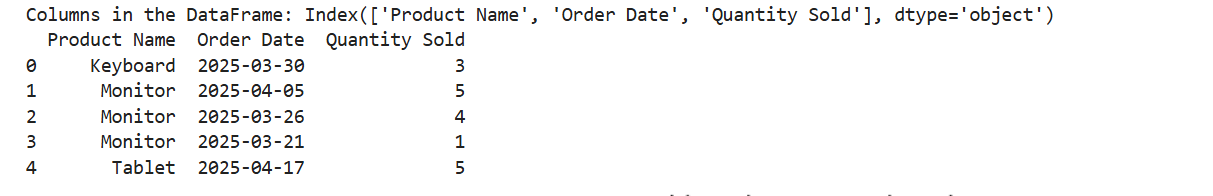 Columns in the DataFrame: Index(['Product Name', 'Order Date', 'Quantity Sold'], dtype='object')
Product Name Order Date Quantity Sold
0 Keyboard 2025-03-30 3
1 Monitor 2025-04-05 5
2 Monitor 2025-03-26 4
3 Monitor 2025-03-21 1
4 Tablet 2025-04-17 5